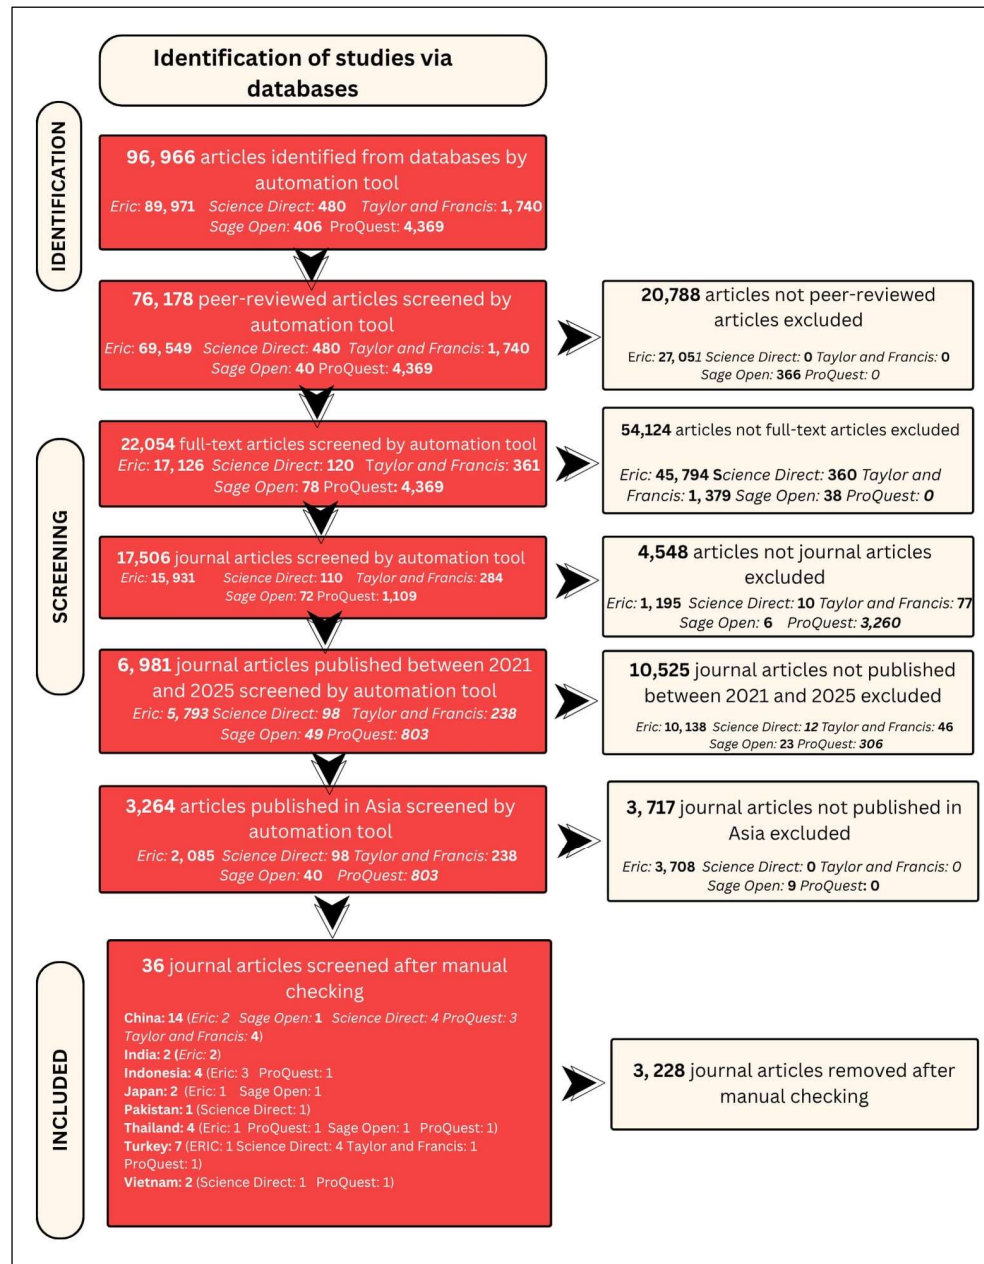 Identification of studies via
databases
IDENTIFICATION
96, 966 articles identified from databases by
automation tool
Eric: 89, 971 Science Direct: 480 Taylor and Francis: 1, 740
Sage Open: 406 ProQuest: 4,369
76, 178 peer-reviewed articles screened by
automation tool
Eric: 69, 549 Science Direct: 480 Taylor and Francis: 1, 740
Sage Open: 40 ProQuest: 4,369
20,788 articles not peer-reviewed
articles excluded
Eric: 27, 051 Science Direct: 0 Taylor and Francis: 0
Sage Open: 366 ProQuest: 0
SCREENING
22,054 full-text articles screened by automation tool
Eric: 17, 126 Science Direct: 120 Taylor and Francis: 361
Sage Open: 78 ProQuest: 4,369
54,124 articles not full-text articles excluded
Eric: 45, 794 Science Direct: 360 Taylor and
Francis: 1, 379 Sage Open: 38 ProQuest: 0
17,506 journal articles screened by automation tool
Eric: 15, 931 Science Direct: 110 Taylor and Francis: 284
Sage Open: 72 ProQuest: 1,109
4,548 articles not journal articles
excluded
Eric: 1, 195 Science Direct: 10 Taylor and Francis: 77
Sage Open: 6 ProQuest: 3,260
6, 981 journal articles published between 2021
and 2025 screened by automation tool
Eric: 5, 793 Science Direct: 98 Taylor and Francis: 238
Sage Open: 49 ProQuest: 803
10,525 journal articles not published
between 2021 and 2025 excluded
Eric: 10, 138 Science Direct: 12 Taylor and Francis: 46
Sage Open: 23 ProQuest: 306
3,264 articles published in Asia screened by
automation tool
Eric: 2, 085 Science Direct: 98 Taylor and Francis: 238
Sage Open: 40 ProQuest: 803
3, 717 journal articles not published in
Asia excluded
Eric: 3, 708 Science Direct: 0 Taylor and Francis: 0
Sage Open: 9 ProQuest: 0
INCLUDED
36 journal articles screened after manual
checking
China: 14 (Eric: 2 Sage Open: 1 Science Direct: 4 ProQuest: 3
Taylor and Francis: 4)
India: 2 (Eric: 2)
Indonesia: 4 (Eric: 3 ProQuest: 1
Japan: 2 (Eric: 1 Sage Open: 1
Pakistan: 1 (Science Direct: 1)
Thailand: 4 (Eric: 1 ProQuest: 1 Sage Open: 1 ProQuest: 1)
Turkey: 7 (ERIC: 1 Science Direct: 4 Taylor and Francis: 1
ProQuest: 1)
Vietnam: 2 (Science Direct: 1 ProQuest: 1)
3, 228 journal articles removed after
manual checking